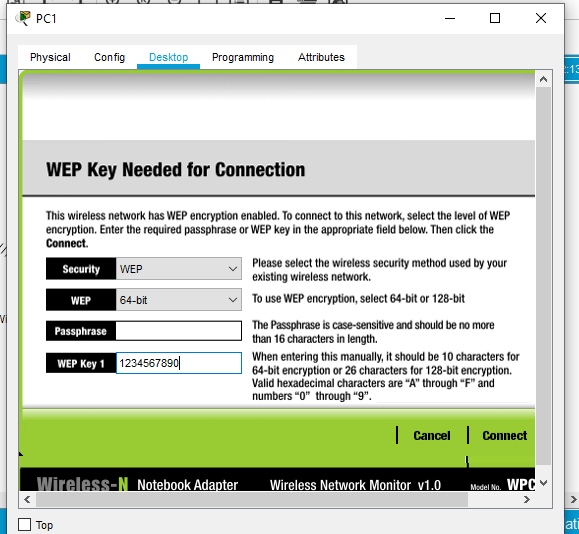 PC1
Physical Config Desktop Programming Attributes
WEP Key Needed for Connection
This wireless network has WEP encryption enabled. To connect to this network, select the level of WEP
encryption. Enter the required passphrase or WEP key in the appropriate field below. Then click the
Connect.
Security WEP
Please select the wireless security method used by your
existing wireless network.
WEP 64-bit
To use WEP encryption, select 64-bit or 128-bit
Passphrase
The Passphrase is case-sensitive and should be no more
than 16 characters in length.
WEP Key 1 1234567890
When entering this manually, it should be 10 characters for
64-bit encryption or 26 characters for 128-bit encryption.
Valid hexadecimal characters are "A" through "F" and
numbers "0" through "9".
Cancel Connect
Wireless-N Notebook Adapter Wireless Network Monitor v1.0 Model No. WPC
Top